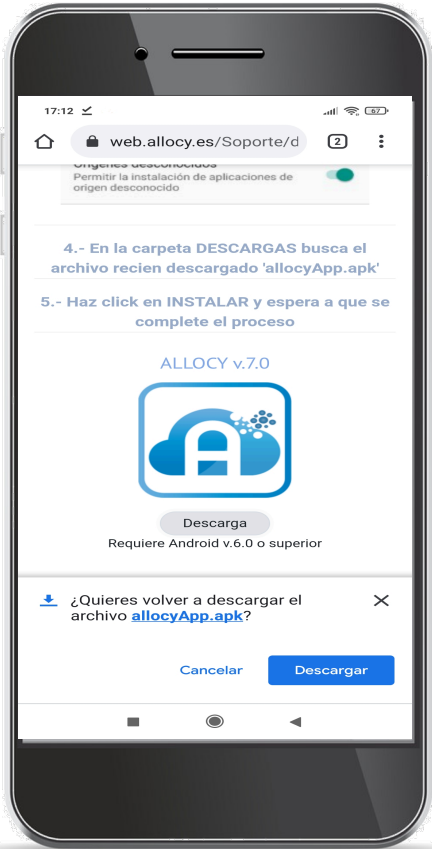 17:12
67
web.allocy.es/Soporte/d
2
Orígenes desconocidos
Permitir la instalación de aplicaciones de
origen desconocido
4.- En la carpeta DESCARGAS busca el
archivo recien descargado 'allocyApp.apk'
5.- Haz click en INSTALAR y espera a que se
complete el proceso
ALLOCY v.7.0
A
Descarga
Requiere Android v.6.0 o superior
¿Quieres volver a descargar el
archivo allocyApp.apk?
Cancelar
Descargar